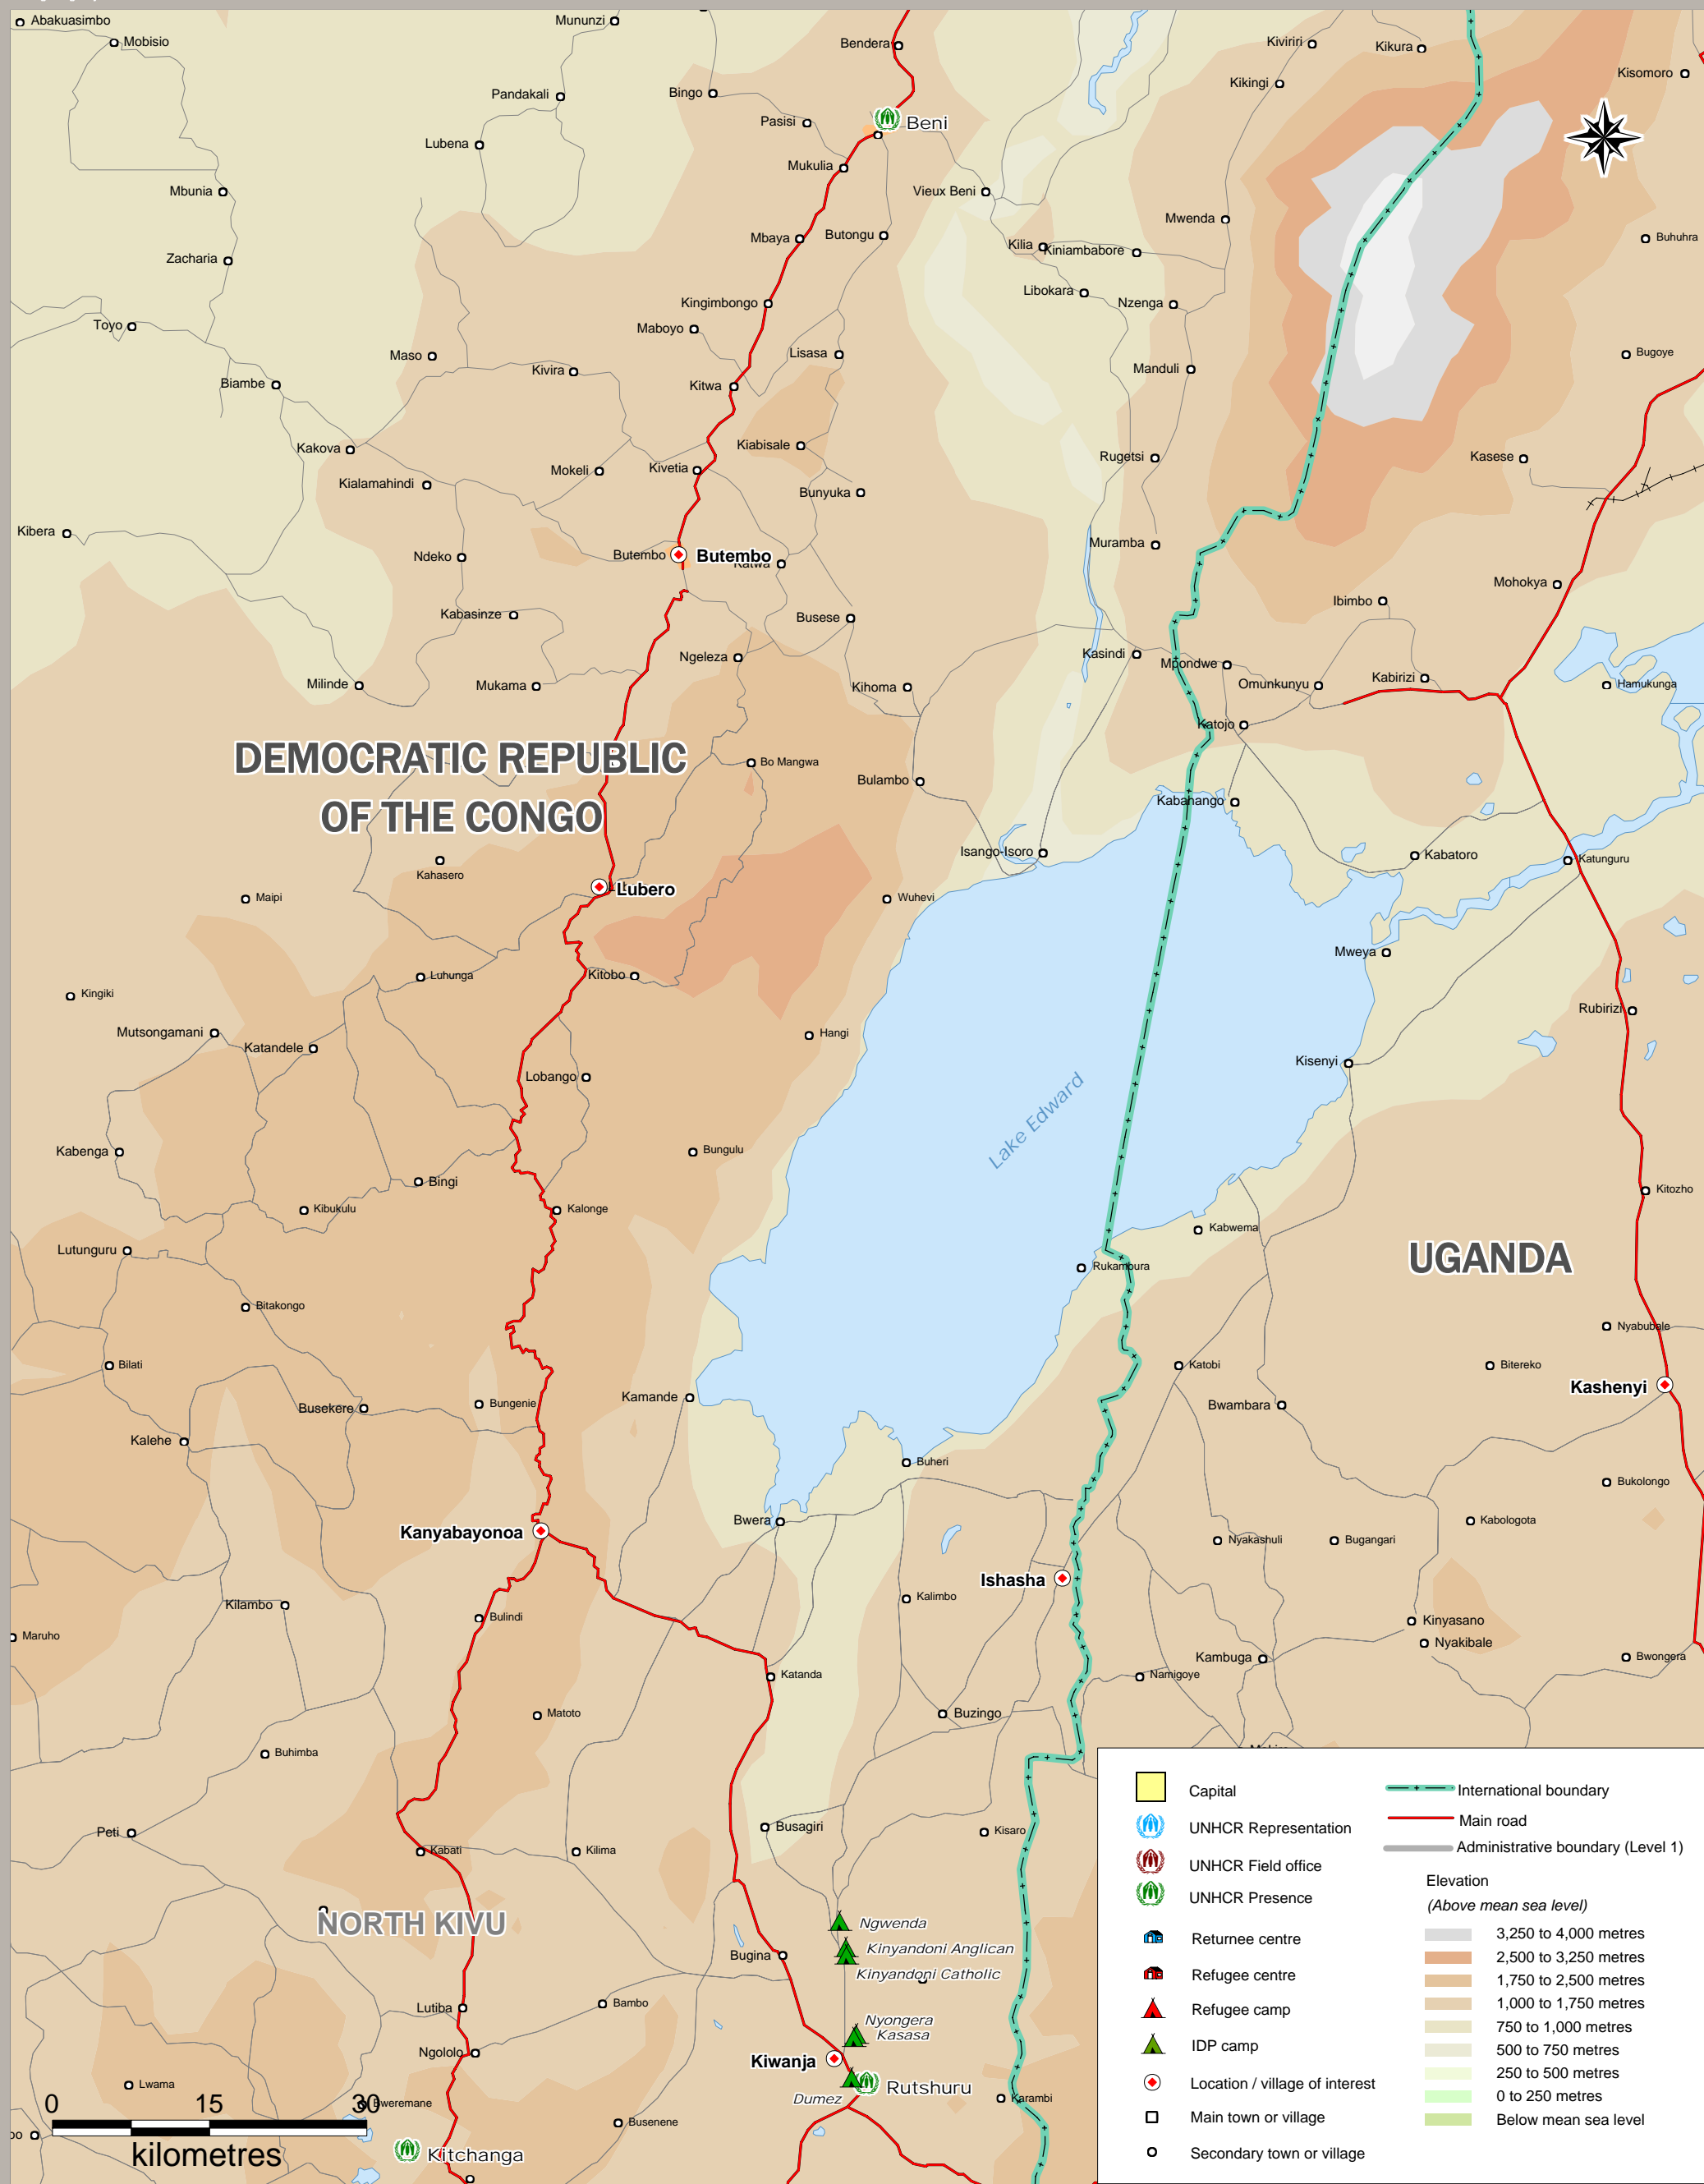 Abakuasimbo
Mununzi
Mobisio
Bendera
Kiviriri
Kikura
Kisomoro
Pandakali
Bingo
Kikingi
Pasisi
Beni
Lubena
Mukulia
Mbunia
Vieux Beni
Mwenda
Mbaya
Butongu
Kilia
Kiniambabore
Buhuhra
Zacharia
Libokara
Nzenga
Kingimbongo
Toyo
Maboyo
Maso
Lisasa
Bugoye
Kivira
Manduli
Biambe
Kitwa
Kakova
Kiabisale
Rugetsi
Kasese
Mokeli
Kivetia
Kialamahindi
Bunyuka
Kibera
Muramba
Ndeko
Butembo
Butembo
Katwa
Mohokya
Ibimbo
Kabasinze
Busese
Ngeleza
Kasindi
Mpondwe
Milinde
Mukama
Kihoma
Omunkunyu
Kabirizi
Hamukunga
Katojo
DEMOCRATIC REPUBLIC
OF THE CONGO
Bo Mangwa
Bulambo
Kabahango
Isango-Isoro
Kabatoro
Katunguru
Kahasero
Lubero
Maipi
Wuhevi
Mweya
Luhunga
Kitobo
Kingiki
Rubirizi
Mutsongamani
Hangi
Katandele
Kisenyi
Lobango
Lake Edward
Kabenga
Bungulu
Bingi
Kitozho
Kibukulu
Kalonge
Kabwema
Lutunguru
UGANDA
Rukambura
Bitakongo
Nyabubale
Bilati
Katobi
Bitereko
Kashenyi
Kamande
Busekere
Bungenie
Bwambara
Kalehe
Buheri
Bukolongo
Kanyabayonoa
Bwera
Kabologota
Nyakashuli
Bugangari
Ishasha
Kilambo
Kalimbo
Bulindi
Kinyasano
Maruho
Nyakibale
Kambuga
Bwongera
Katanda
Namigoye
Matoto
Buzingo
Buhimba
Peti
Busagiri
Kisaro
Kabati
Kilima
NORTH KIVU
Ngwenda
Kinyandoni Anglican
Bugina
Kinyandoni Catholic
Lutiba
Bambo
Nyongera
Kasasa
Ngololo
Kiwanja
Lwama
Rutshuru
Dumez
Karambi
Bweremane
Busenene
Kitchanga
0 15 30
kilometres
Capital
UNHCR Representation
UNHCR Field office
UNHCR Presence
Returnee centre
Refugee centre
Refugee camp
IDP camp
Location / village of interest
Main town or village
Secondary town or village
International boundary
Main road
Administrative boundary (Level 1)
Elevation
(Above mean sea level)
3,250 to 4,000 metres
2,500 to 3,250 metres
1,750 to 2,500 metres
1,000 to 1,750 metres
750 to 1,000 metres
500 to 750 metres
250 to 500 metres
0 to 250 metres
Below mean sea level